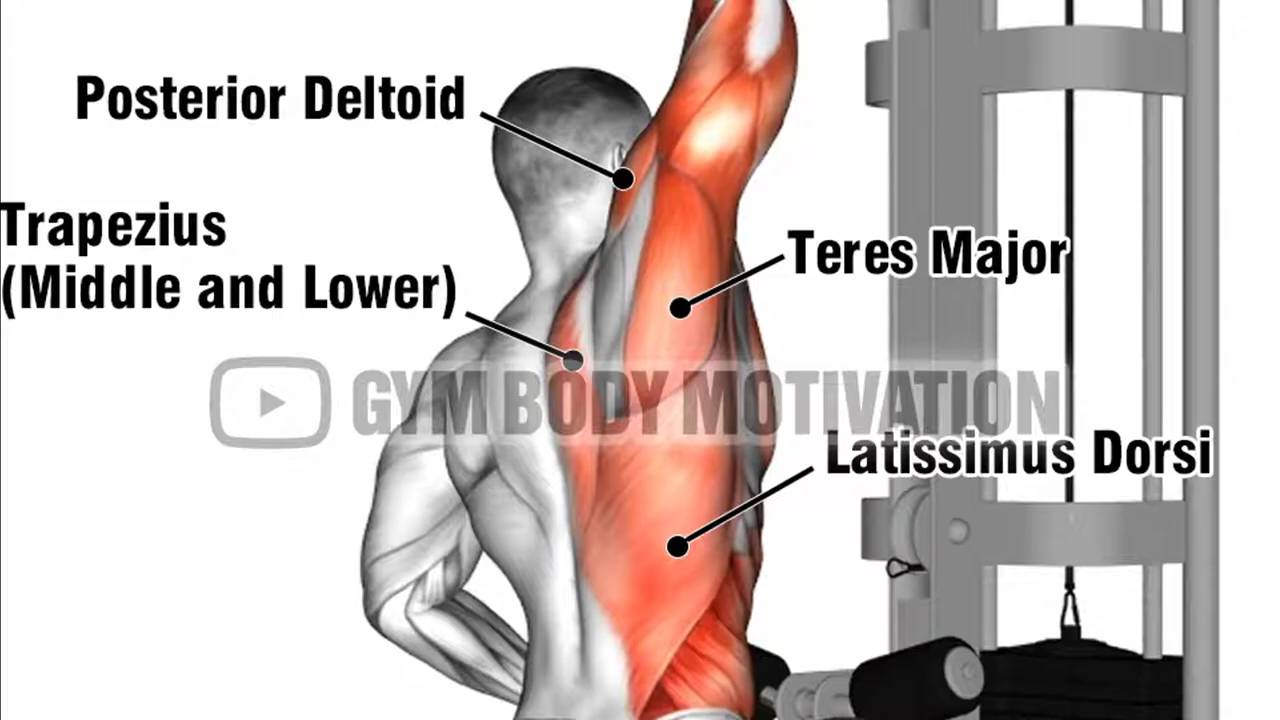 Posterior Deltoid
Trapezius
(Middle and Lower)
Teres Major
GYM BODY MOTIVATION
Latissimus Dorsi